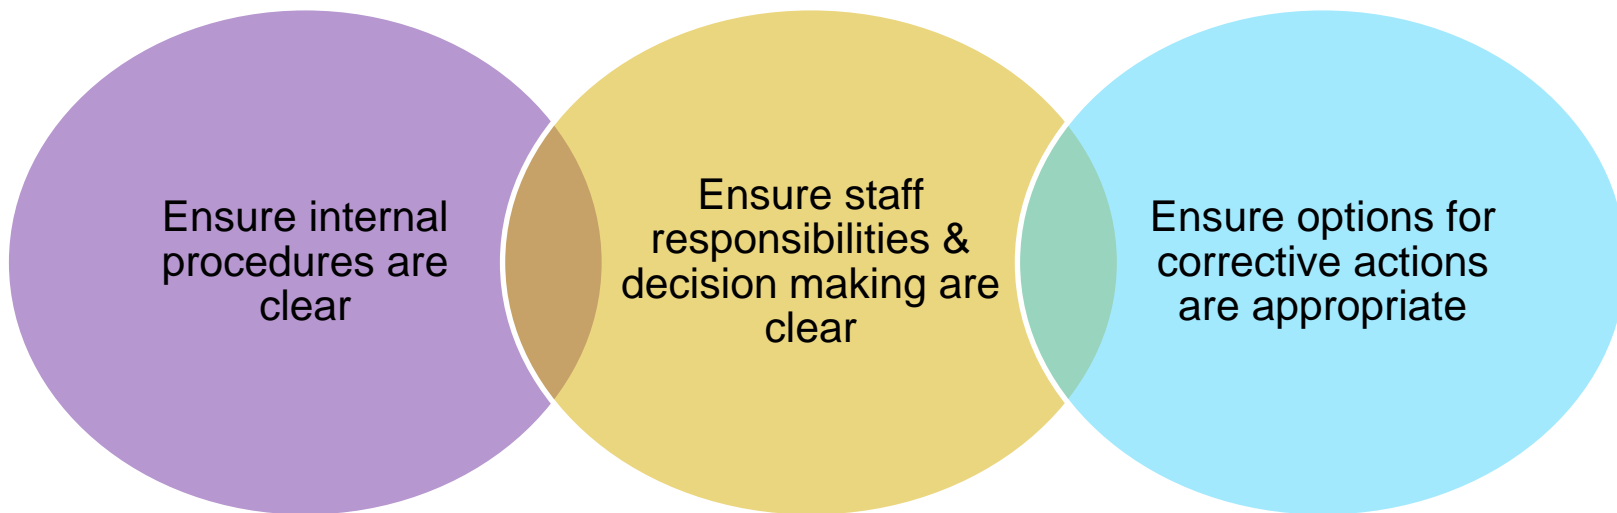 Ensure internal
procedures are
clear
Ensure staff
responsibilities &
decision making are
clear
Ensure options for
corrective actions
are appropriate